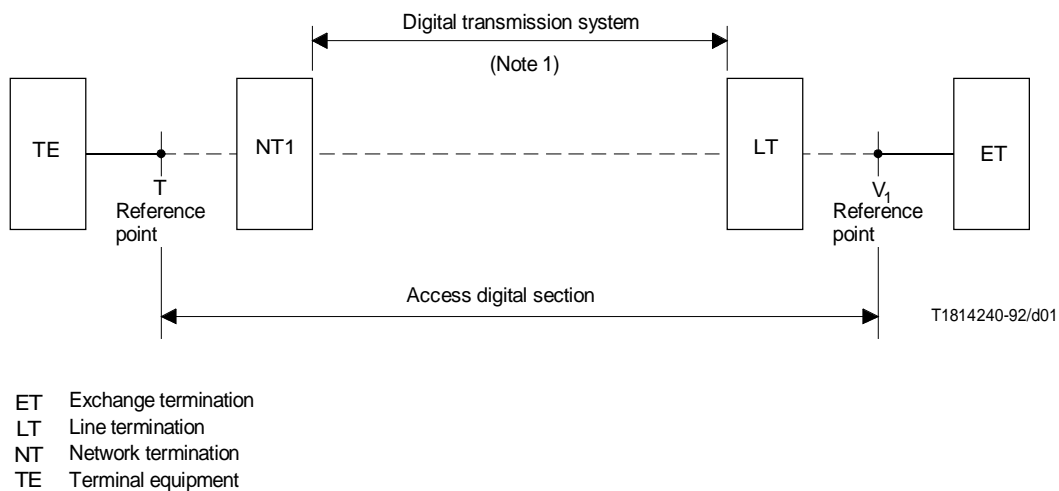 Digital transmission system
(Note 1)
TE
NT1
LT
ET
T
Reference
point
V1
Reference
point
Access digital section
T1814240-92/d01
ET Exchange termination
LT Line termination
NT Network termination
TE Terminal equipment